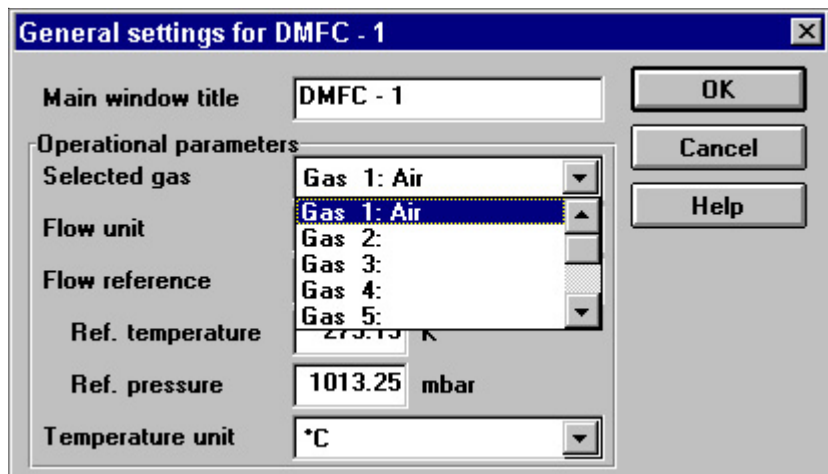 General settings for DMFC - 1
Main window title
DMFC - 1
OK
Operational parameters
Cancel
Selected gas
Gas 1: Air
Help
Gas 1: Air
Flow unit
Gas 2:
Gas 3:
Flow reference
Gas 4:
Gas 5:
Ref. temperature
273.15 K
Ref. pressure
1013.25 mbar
Temperature unit
°C